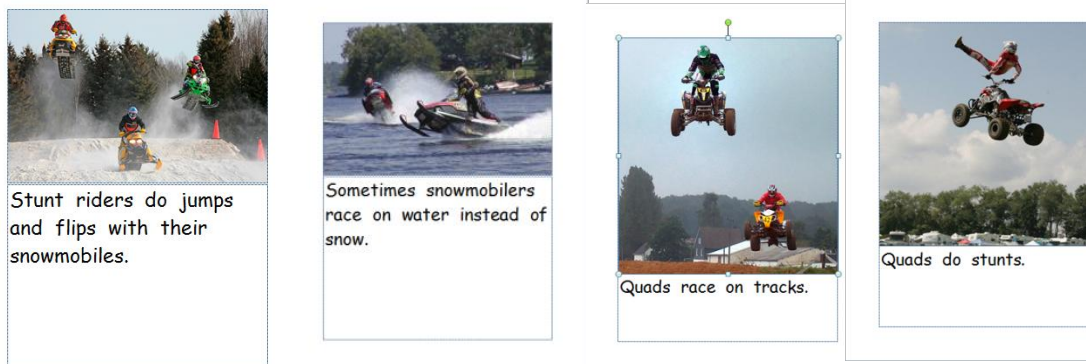 Stunt riders do jumps
and flips with their
snowmobiles.
Sometimes snowmobilers
race on water instead of
snow.
Quads race on tracks.
Quads do stunts.